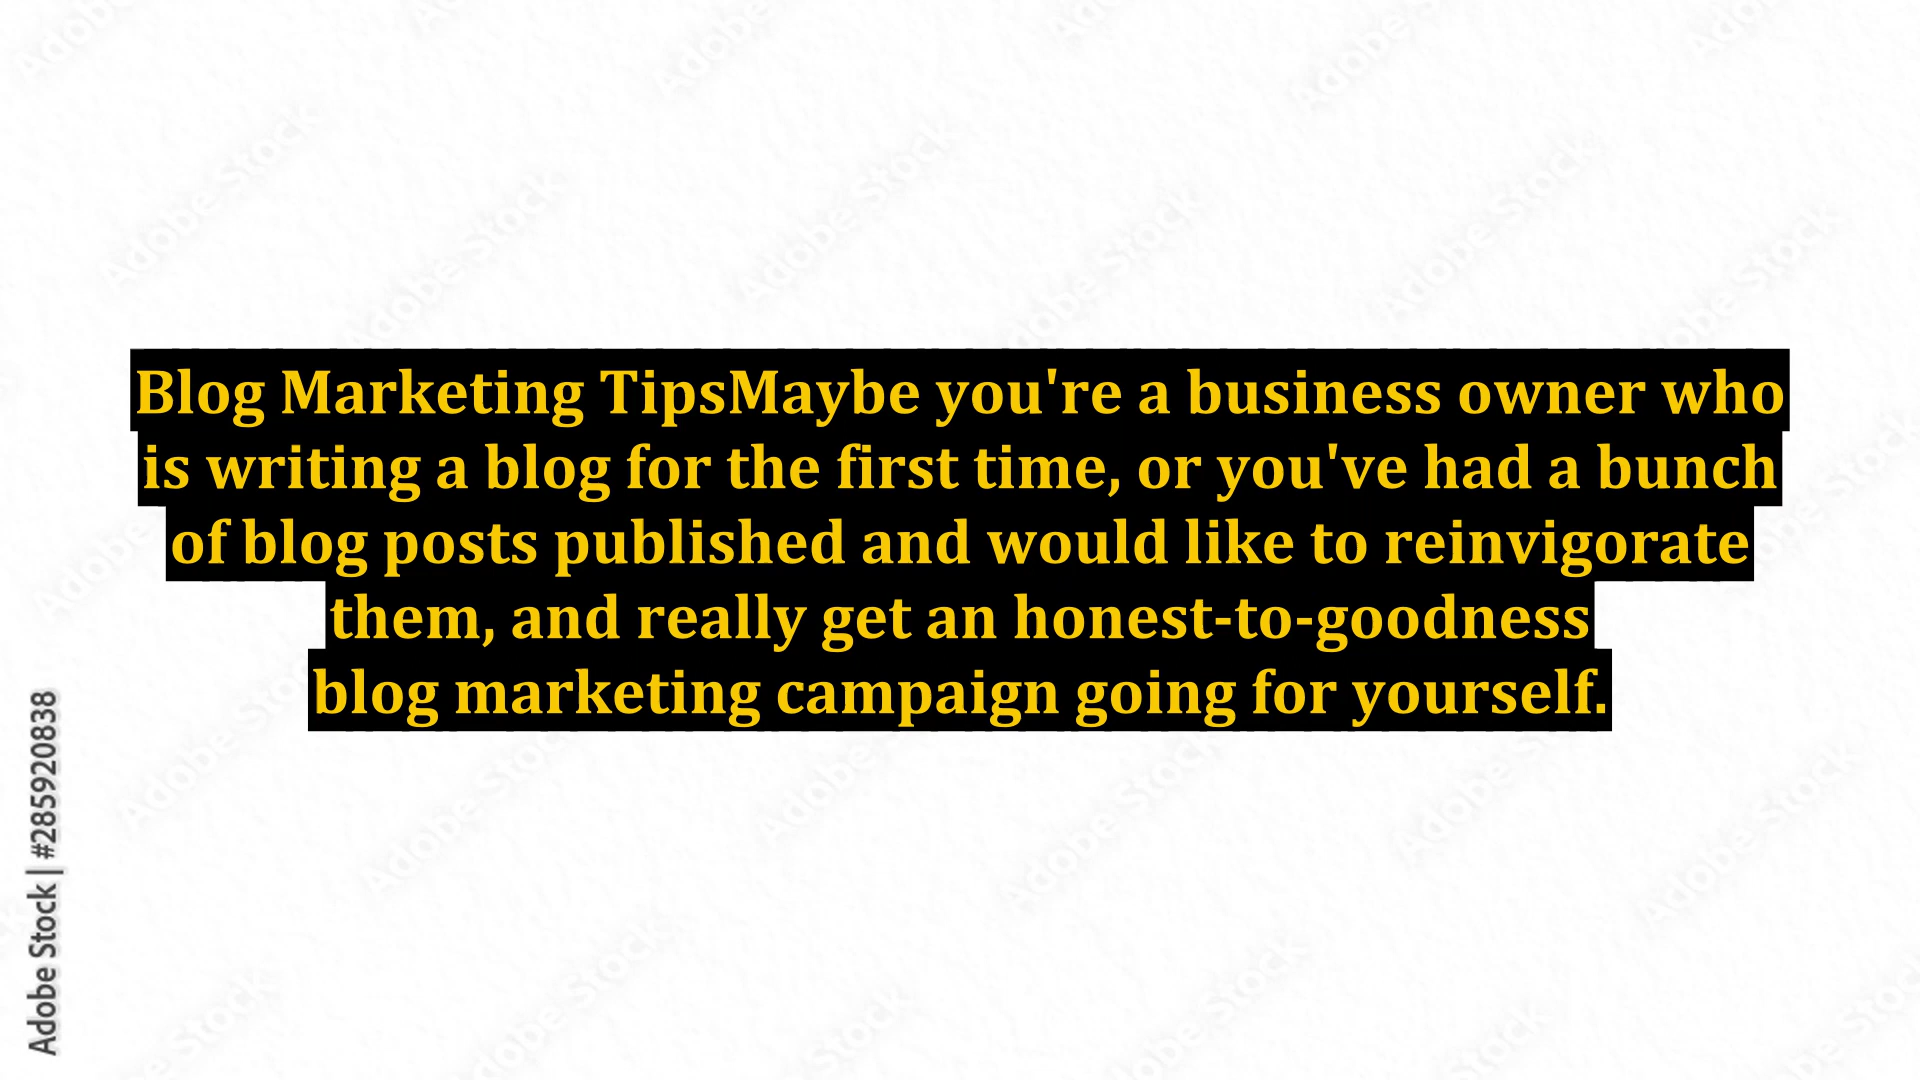 Blog Marketing TipsMaybe you're a business owner who
is writing a blog for the first time, or you've had a bunch
of blog posts published and would like to reinvigorate
them, and really get an honest-to-goodness
blog marketing campaign going for yourself.
Adobe Stock | #285920838